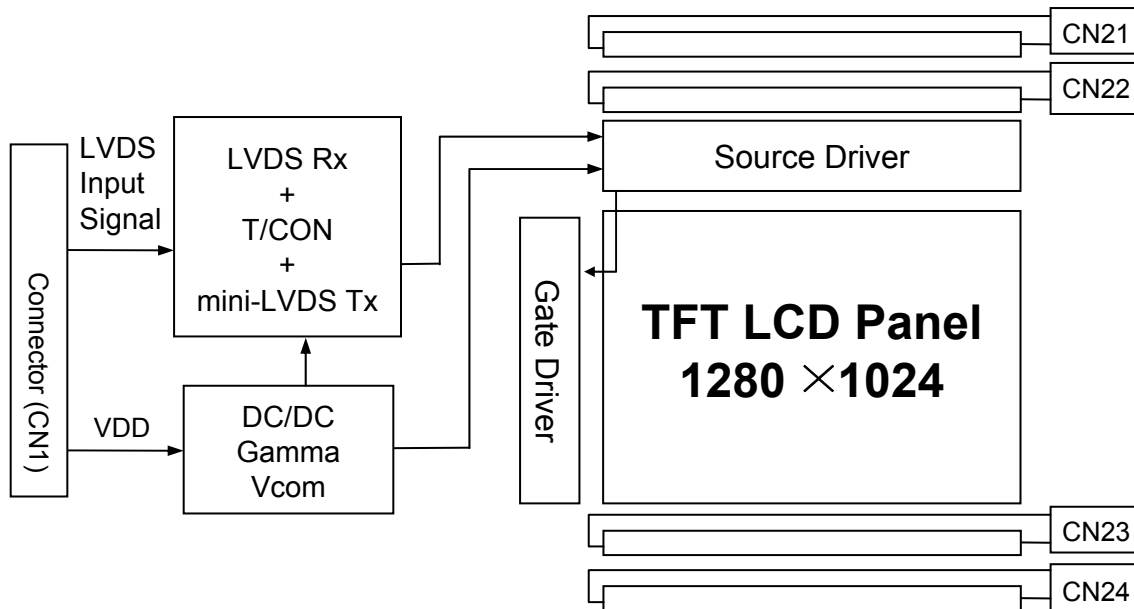 CN21
CN22
LVDS
Input
Signal
LVDS Rx
+
T/CON
+
mini-LVDS Tx
Source Driver
Connector (CN1)
VDD
DC/DC
Gamma
Vcom
Gate Driver
TFT LCD Panel
1280 ×1024
CN23
CN24